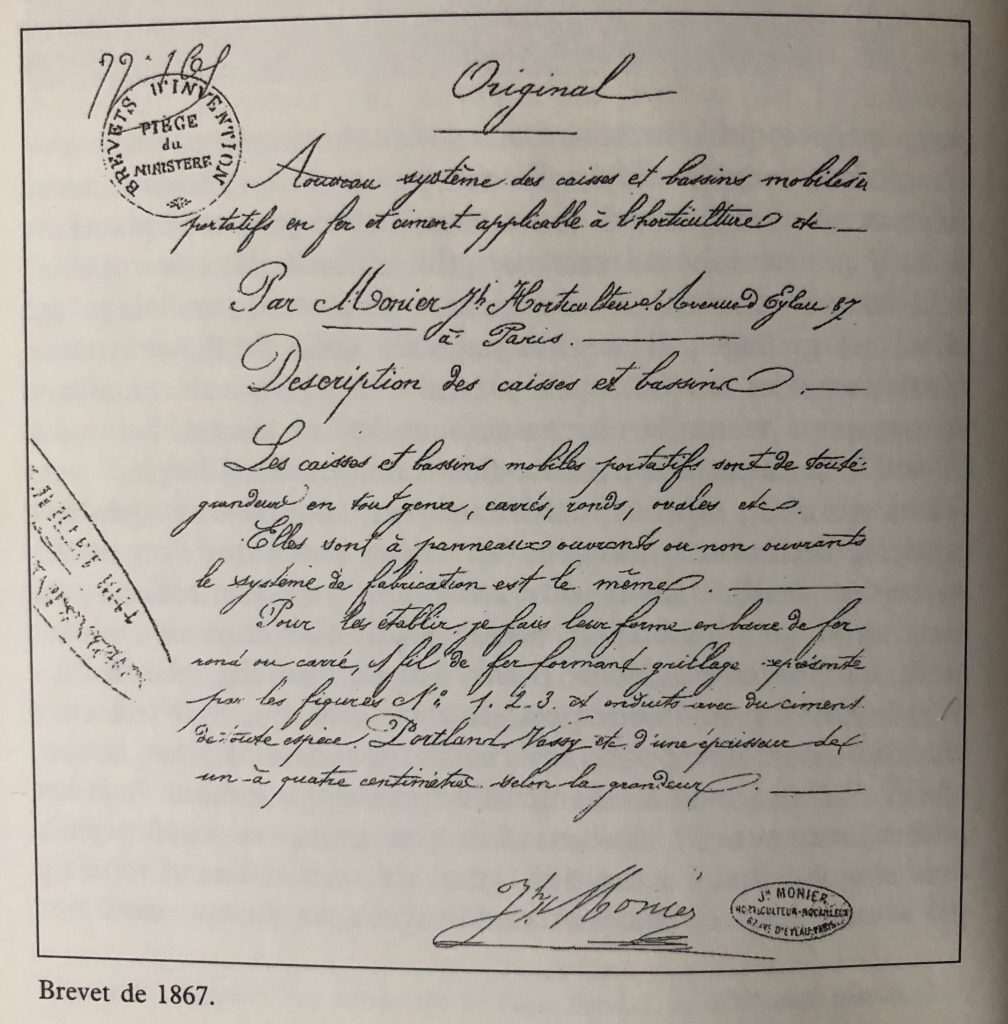 77.165
BREVETS D'INVENTION
PIÈCE
du
MINISTERE
Original
Nouveau système des caisses et bassins mobiles
portatifs en fer et ciment applicable à l'horticulture etc
Par Monier Jh Horticulteur Avenue d'Eylau 67
à Paris.
Description des caisses et bassins.
Les caisses et bassins mobiles portatifs sont de toute
grandeur en tout genre, carrés, ronds, ovales etc.
Elles sont à panneaux ouvrants ou non ouvrants
le système de fabrication est le même.
Pour les établir, je fais leur forme en barre de fer
rond ou carré, et fil de fer formant grillage représenté
par les figures Nos 1. 2. 3. et enduits avec du ciment
de toute espèce. Portland, Vassy etc. d'une épaisseur de
un à quatre centimètres selon la grandeur.
Jh Monier
Jh MONIER
HORTICULTEUR-ROCAILLEUR
67 AVE D'EYLAU-PARIS
Brevet de 1867.